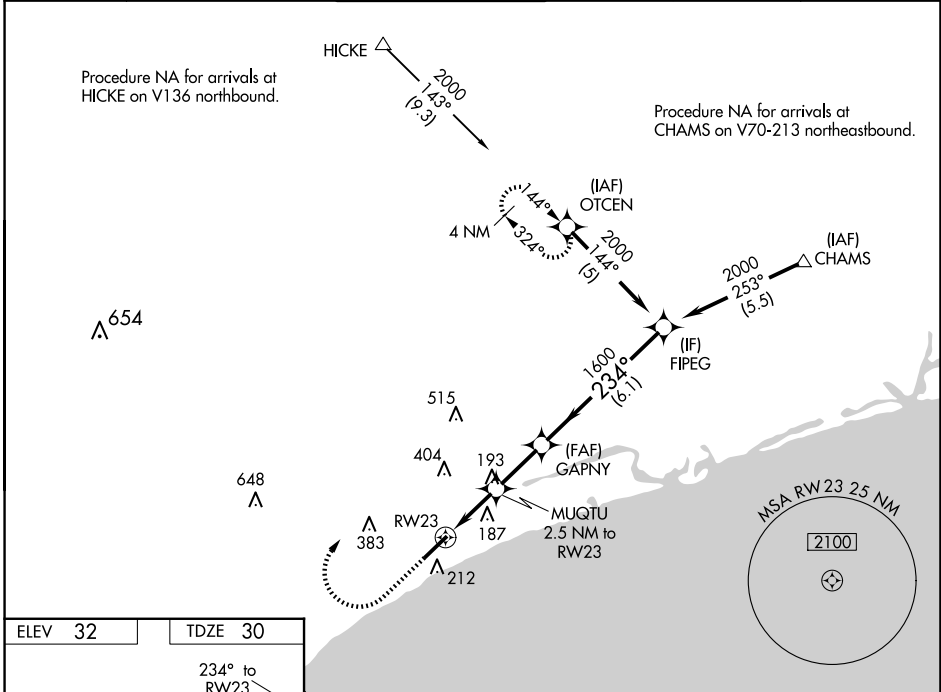 HICKE
2000
143°
(9.3)
Procedure NA for arrivals at
HICKE on V136 northbound.
Procedure NA for arrivals at
CHAMS on V70-213 northeastbound.
144°
324°
4 NM
(IAF)
OTCEN
2000
144°
(5)
(IAF)
CHAMS
2000
253°
(5.5)
(IF)
FIPEG
1600
234°
(6.1)
654
515
404
193
(FAF)
GAPNY
648
383
RW23
187
MUQTU
2.5 NM to
RW23
212
MSA RW23 25 NM
2100
ELEV 32
TDZE 30
234° to
RW23